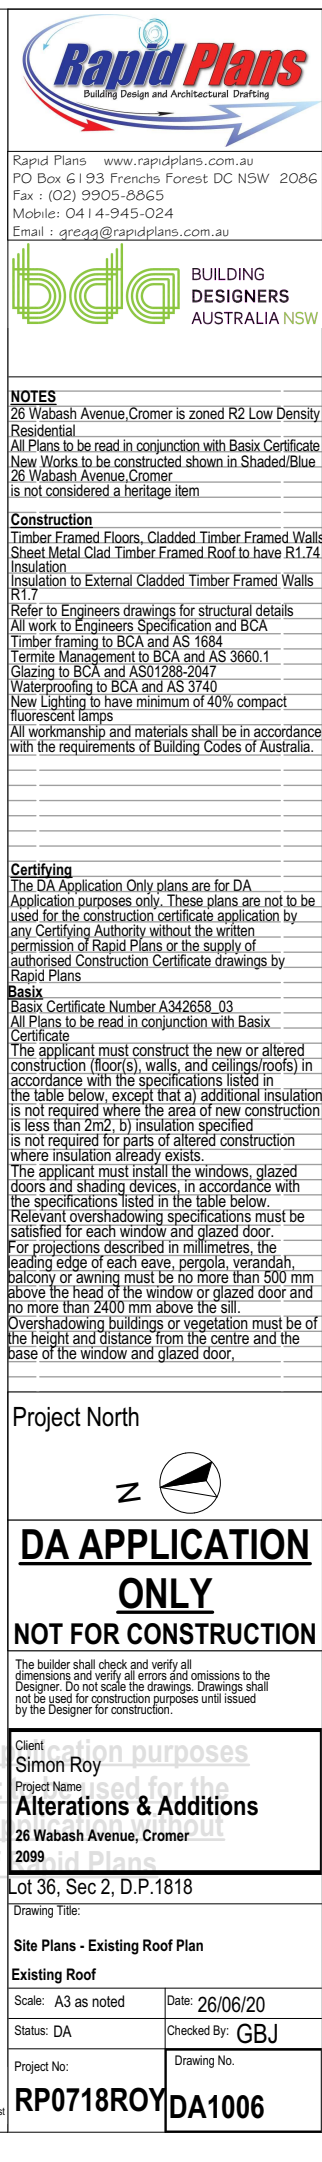 Rapid Plans
Building Design and Architectural Drafting
Rapid Plans www.rapidplans.com.au
PO Box 6193 Frenchs Forest DC NSW 2086
Fax : (02) 9905-8865
Mobile: 0414-945-024
Email : gregg@rapidplans.com.au
bda
BUILDING
DESIGNERS
AUSTRALIA NSW
NOTES
26 Wabash Avenue,Cromer is zoned R2 Low Density
Residential
All Plans to be read in conjunction with Basix Certificate
New Works to be constructed shown in Shaded/Blue
26 Wabash Avenue,Cromer
is not considered a heritage item
Construction
Timber Framed Floors, Cladded Timber Framed Walls
Sheet Metal Clad Timber Framed Roof to have R1.74
Insulation
Insulation to External Cladded Timber Framed Walls
R1.7
Refer to Engineers drawings for structural details
All work to Engineers Specification and BCA
Timber framing to BCA and AS 1684
Termite Management to BCA and AS 3660.1
Glazing to BCA and AS01288-2047
Waterproofing to BCA and AS 3740
New Lighting to have minimum of 40% compact
fluorescent lamps
All workmanship and materials shall be in accordance
with the requirements of Building Codes of Australia.
Certifying
The DA Application Only plans are for DA
Application purposes only. These plans are not to be
used for the construction certificate application by
any Certifying Authority without the written
permission of Rapid Plans or the supply of
authorised Construction Certificate drawings by
Rapid Plans
Basix
Basix Certificate Number A342658_03
All Plans to be read in conjunction with Basix
Certificate
The applicant must construct the new or altered
construction (floor(s), walls, and ceilings/roofs) in
accordance with the specifications listed in
the table below, except that a) additional insulation
is not required where the area of new construction
is less than 2m2, b) insulation specified
is not required for parts of altered construction
where insulation already exists.
The applicant must install the windows, glazed
doors and shading devices, in accordance with
the specifications listed in the table below.
Relevant overshadowing specifications must be
satisfied for each window and glazed door.
For projections described in millimetres, the
leading edge of each eave, pergola, verandah,
balcony or awning must be no more than 500 mm
above the head of the window or glazed door and
no more than 2400 mm above the sill.
Overshadowing buildings or vegetation must be of
the height and distance from the centre and the
base of the window and glazed door,
Project North
N
DA APPLICATION
ONLY
NOT FOR CONSTRUCTION
The builder shall check and verify all
dimensions and verify all errors and omissions to the
Designer. Do not scale the drawings. Drawings shall
not be used for construction purposes until issued
by the Designer for construction.
Client
Simon Roy
Project Name
Alterations & Additions
26 Wabash Avenue, Cromer
2099
Lot 36, Sec 2, D.P.1818
Drawing Title:
Site Plans - Existing Roof Plan
Existing Roof
Scale: A3 as noted
Date: 26/06/20
Status: DA
Checked By: GBJ
Project No:
RP0718ROY
Drawing No.
DA1006